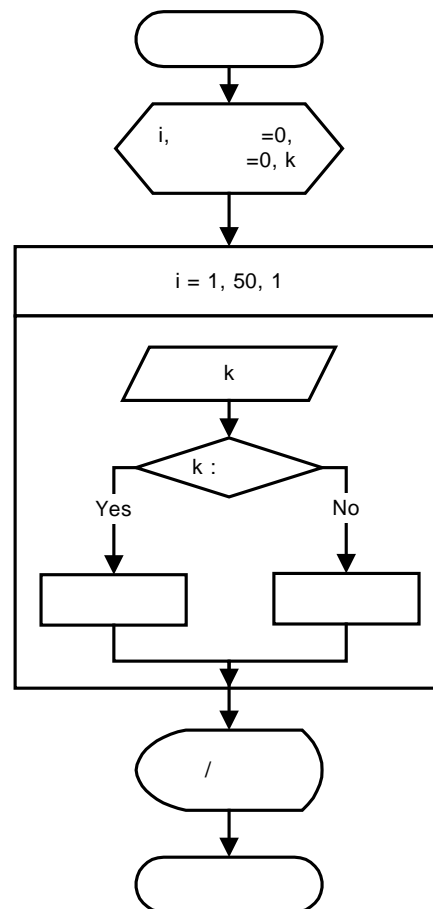 i, =0,
=0, k
i = 1, 50, 1
k
k :
Yes
No
/